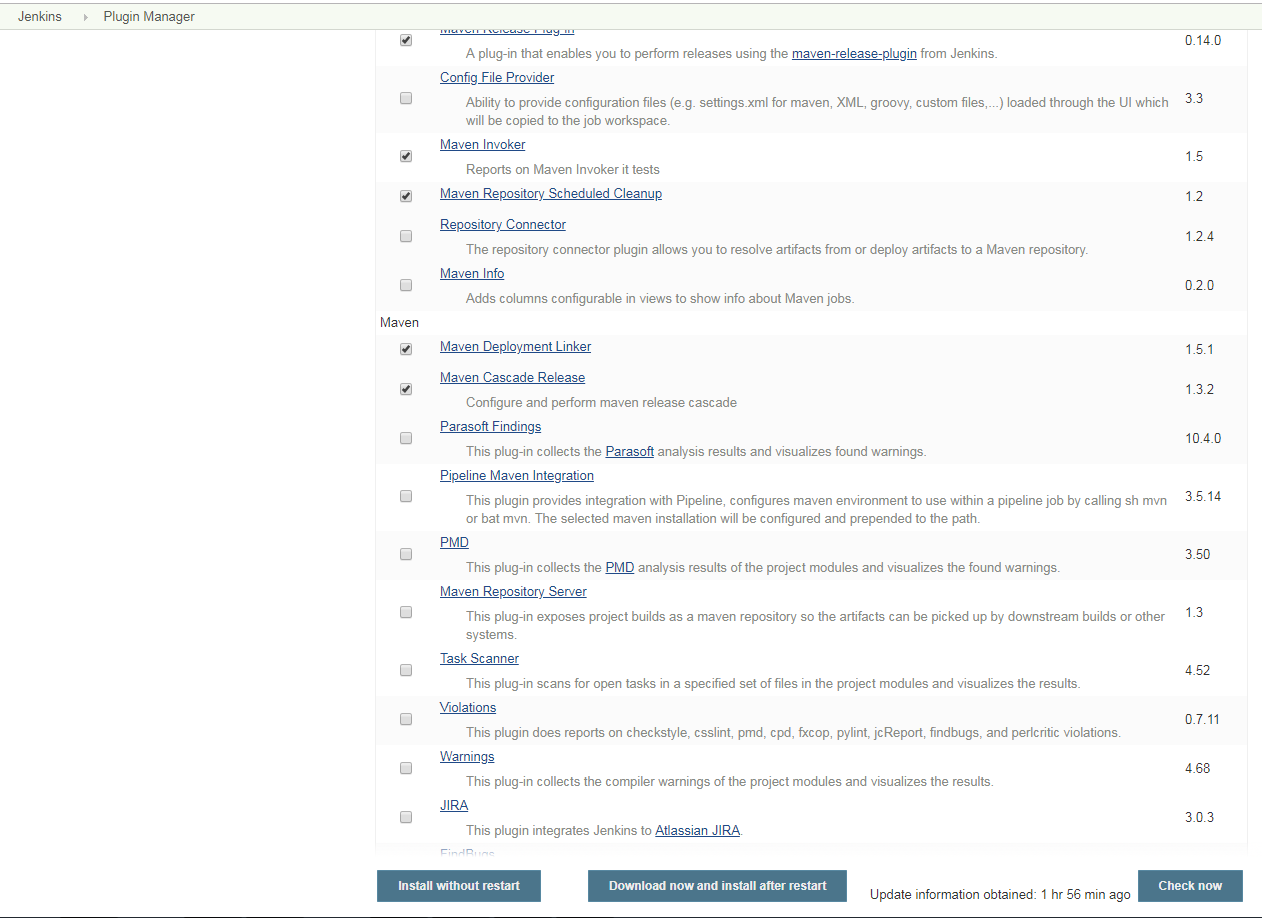 Jenkins Plugin Manager
Maven Release Plug-in
0.14.0
A plug-in that enables you to perform releases using the maven-release-plugin from Jenkins.
Config File Provider
Ability to provide configuration files (e.g. settings.xml for maven, XML, groovy, custom files,...) loaded through the UI which
3.3
will be copied to the job workspace.
Maven Invoker
1.5
Reports on Maven Invoker it tests
Maven Repository Scheduled Cleanup
1.2
Repository Connector
1.2.4
The repository connector plugin allows you to resolve artifacts from or deploy artifacts to a Maven repository.
Maven Info
0.2.0
Adds columns configurable in views to show info about Maven jobs.
Maven
Maven Deployment Linker
1.5.1
Maven Cascade Release
1.3.2
Configure and perform maven release cascade
Parasoft Findings
10.4.0
This plug-in collects the Parasoft analysis results and visualizes found warnings.
Pipeline Maven Integration
This plugin provides integration with Pipeline, configures maven environment to use within a pipeline job by calling sh mvn
3.5.14
or bat mvn. The selected maven installation will be configured and prepended to the path.
PMD
3.50
This plug-in collects the PMD analysis results of the project modules and visualizes the found warnings.
Maven Repository Server
This plug-in exposes project builds as a maven repository so the artifacts can be picked up by downstream builds or other
1.3
systems.
Task Scanner
4.52
This plug-in scans for open tasks in a specified set of files in the project modules and visualizes the results.
Violations
0.7.11
This plugin does reports on checkstyle, csslint, pmd, cpd, fxcop, pylint, jcReport, findbugs, and perlcritic violations.
Warnings
4.68
This plug-in collects the compiler warnings of the project modules and visualizes the results.
JIRA
3.0.3
This plugin integrates Jenkins to Atlassian JIRA.
FindBugs
Install without restart
Download now and install after restart
Update information obtained: 1 hr 56 min ago
Check now